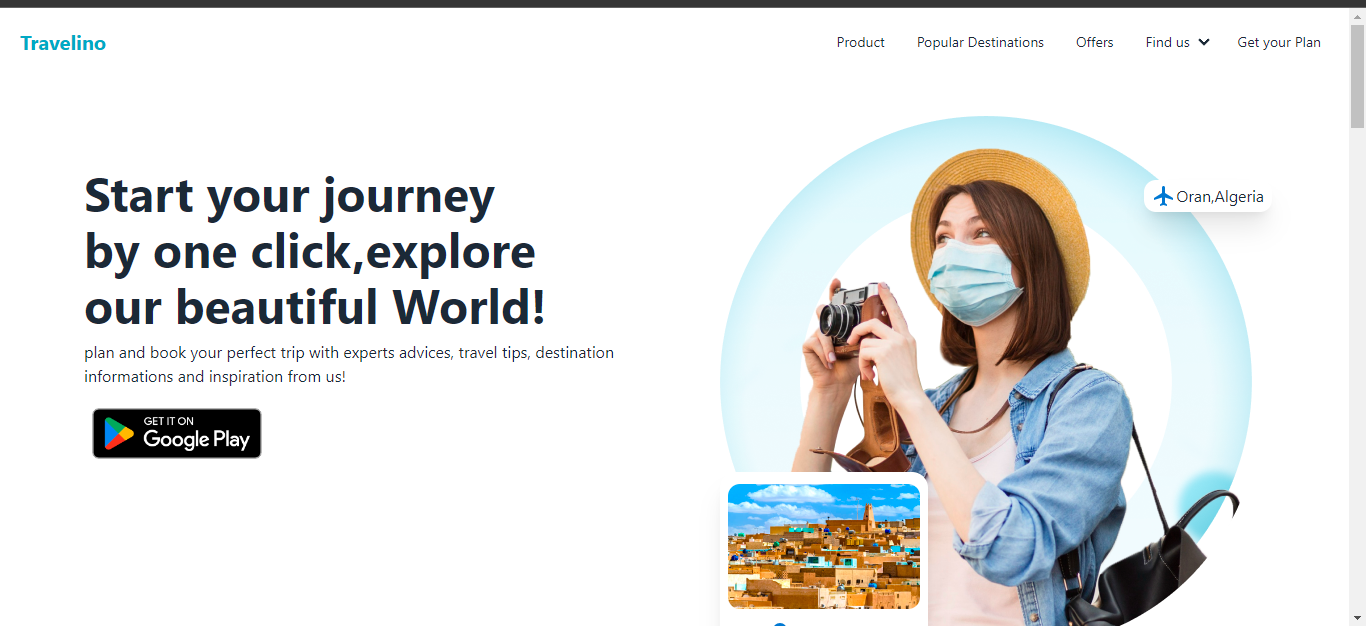 Travelino
Product
Popular Destinations
Offers
Find us
Get your Plan
Start your journey
by one click,explore
our beautiful World!
plan and book your perfect trip with experts advices, travel tips, destination
informations and inspiration from us!
GET IT ON
Google Play
Oran,Algeria